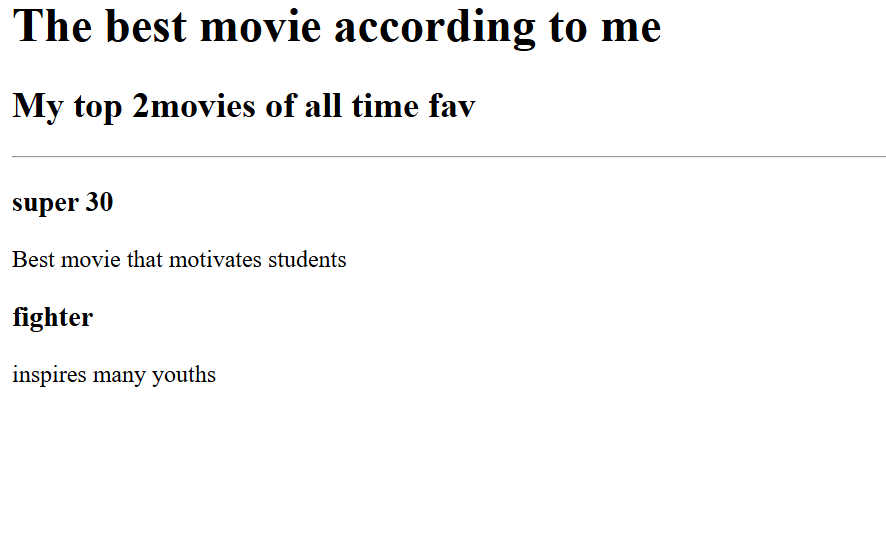 The best movie according to me
My top 2movies of all time fav
super 30
Best movie that motivates students
fighter
inspires many youths